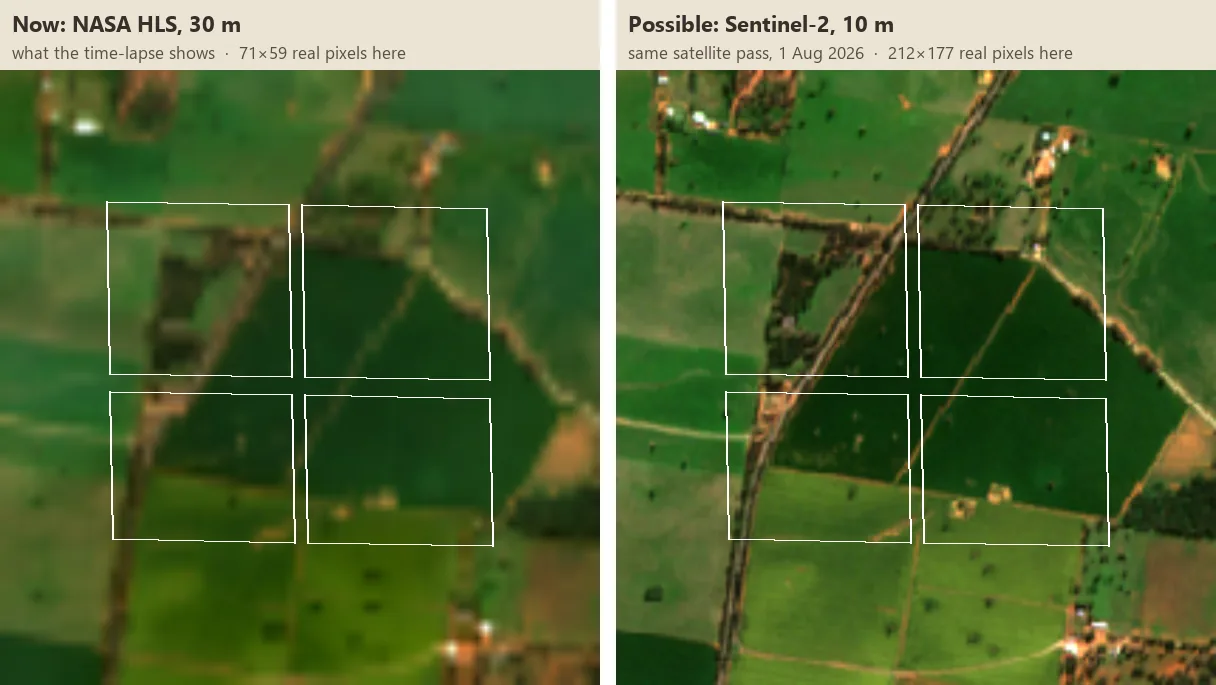 Now: NASA HLS, 30 m
what the time-lapse shows · 71×59 real pixels here
Possible: Sentinel-2, 10 m
same satellite pass, 1 Aug 2026 · 212×177 real pixels here